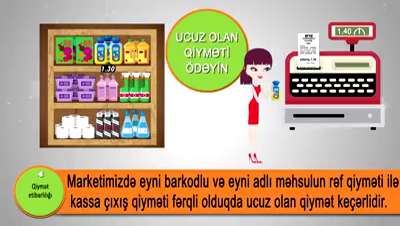 UCUZ OLAN
QİYMƏTİ
ÖDƏYİN
1.30
1.40
Qiymət
etibarlılığı
Marketimizdə eyni barkodlu və eyni adlı məhsulun rəf qiyməti ilə
kassa çıxış qiyməti fərqli olduqda ucuz olan qiymət keçərlidir.